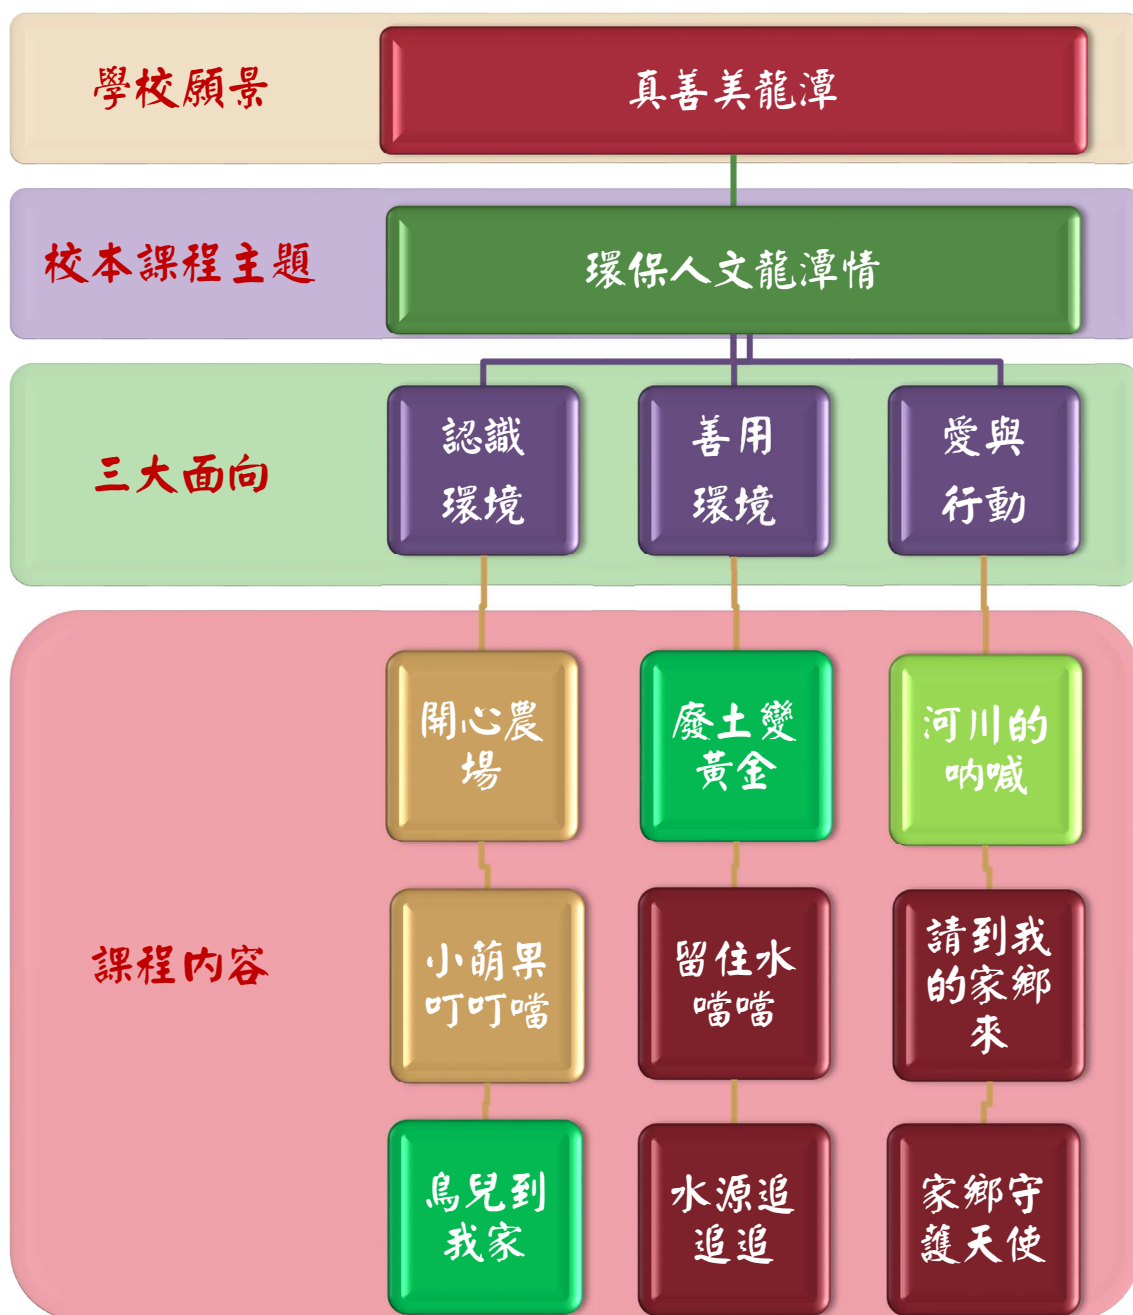 學校願景
真善美龍潭
校本課程主題
環保人文龍潭情
三大面向
認識
環境
善用
環境
愛與
行動
課程內容
開心農
場
廢土變
黃金
河川的
吶喊
小萌果
叮叮噹
留住水
噹噹
請到我
的家鄉
來
鳥兒到
我家
水源追
追追
家鄉守
護天使